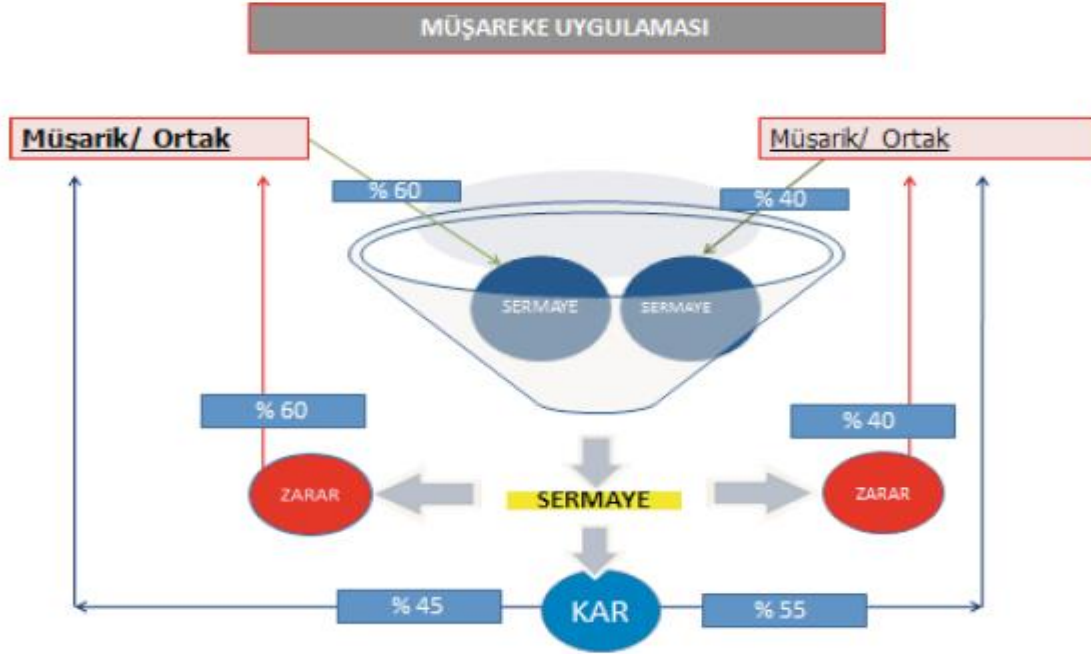 MÜŞAREKE UYGULAMASI
Müşarik/ Ortak
Müşarik/ Ortak
% 60
% 40
SERMAYE
SERMAYE
% 60
% 40
ZARAR
SERMAYE
ZARAR
% 45
KAR
% 55